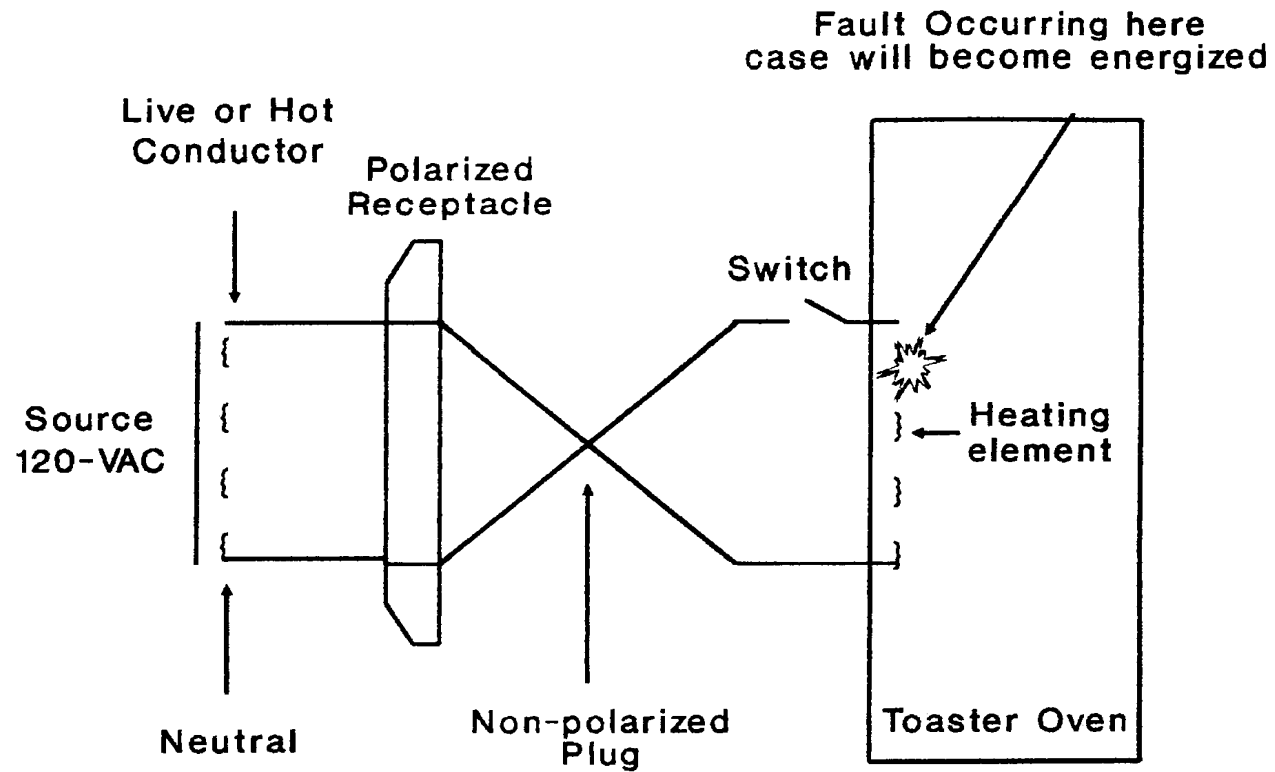 Fault Occurring here
case will become energized
Live or Hot
Conductor
Polarized
Receptacle
Switch
Source
120-VAC
Heating
element
Non-polarized
Plug
Toaster Oven
Neutral